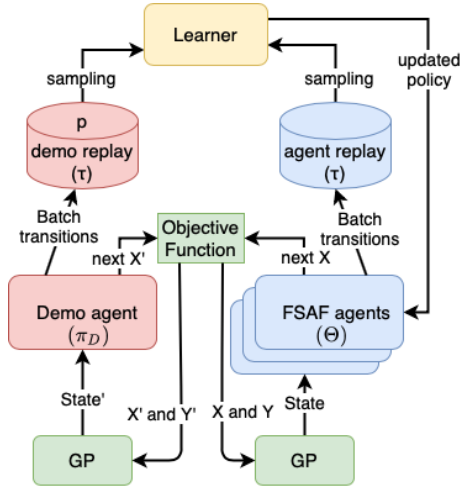 Learner
sampling
sampling
updated
policy
p
demo replay
(τ)
agent replay
(τ)
Batch
transitions
Objective
Function
Batch
transitions
next X'
next X
Demo agent
(π_D)
FSAF agents
(Θ)
State'
X' and Y'
X and Y
State
GP
GP